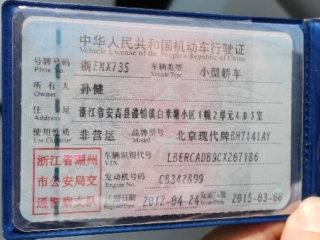 中华人民共和国机动车行驶证
Vehicle License of the People's Republic of China
号牌号码 浙EMX735 车辆类型 小型轿车
Plate No. Vehicle Type
所有人 孙健
Owner
住址 浙江省安吉县递铺镇白米塘小区1幢2单元403室
Address
使用性质 非营运 品牌型号 北京现代牌BH7141AY
Use Character Model
浙江省湖州 车辆识别代号 LBERCADB9CX267186
VIN
市公安局交 发动机号码 CB342899
Engine No.
通警察支队 注册日期 2012-04-24 发证日期 2015-03-60
Register Date Issue Date